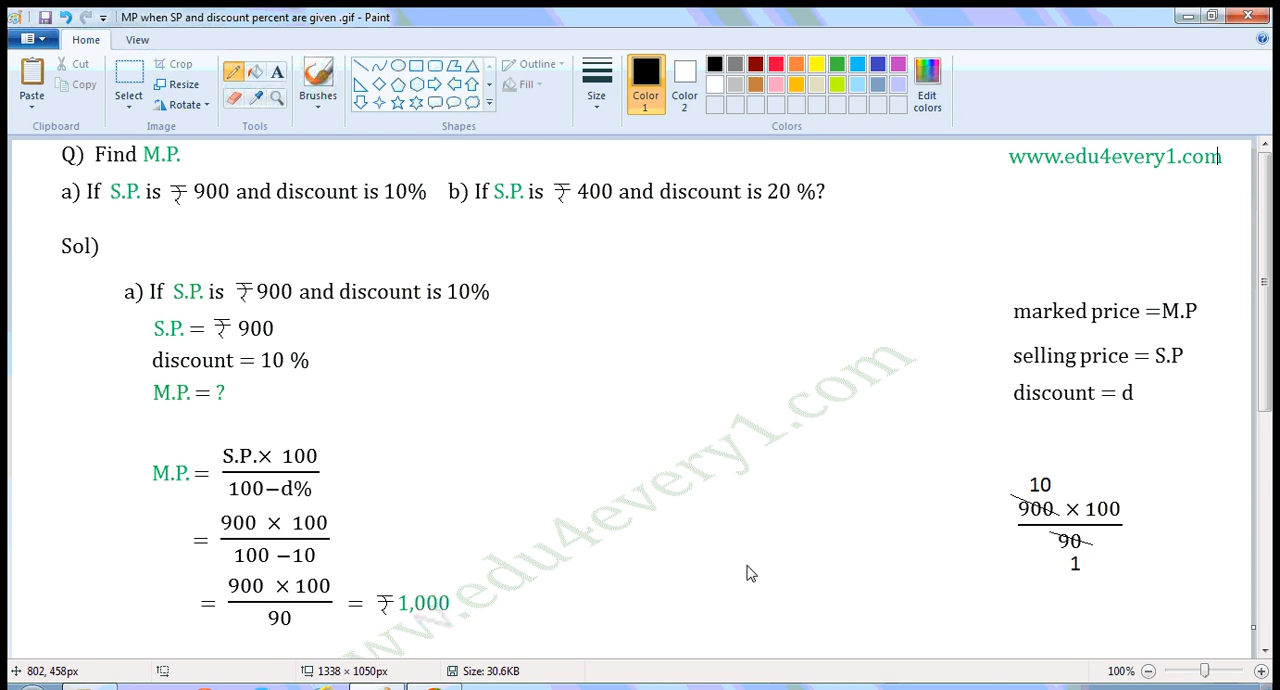 MP when SP and discount percent are given .gif - Paint
Home View
Paste Cut Copy Select Crop Resize Rotate Brushes Outline Fill Size Color 1 Color 2 Edit colors
Clipboard Image Tools Shapes Colors
Q) Find M.P. www.edu4every1.com
a) If S.P. is ₹ 900 and discount is 10% b) If S.P. is ₹ 400 and discount is 20 %?
Sol)
a) If S.P. is ₹ 900 and discount is 10%
S.P. = ₹ 900
discount = 10 %
M.P. = ?
M.P. = S.P.× 100
100−d%
= 900 × 100
100 −10
= 900 × 100
90
= ₹ 1,000
marked price =M.P
selling price = S.P
discount = d
10
900 × 100
90
1
www.edu4every1.com
802, 458px 1338 × 1050px Size: 30.6KB 100%